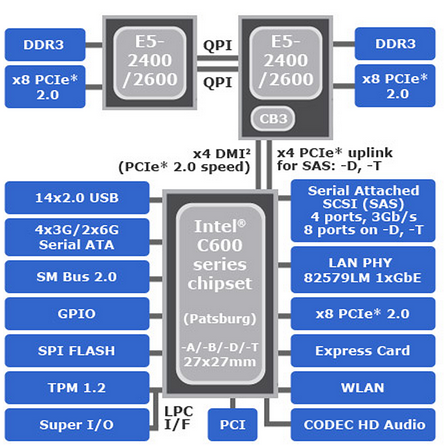 DDR3
x8 PCIe*
2.0
E5-
2400
/2600
QPI
QPI
E5-
2400
/2600
CB3
DDR3
x8 PCIe*
2.0
x4 DMI²
(PCIe* 2.0 speed)
x4 PCIe* uplink
for SAS: -D, -T
14x2.0 USB
4x3G/2x6G
Serial ATA
SM Bus 2.0
GPIO
SPI FLASH
TPM 1.2
Super I/O
Intel®
C600
series
chipset
(Patsburg)
-A/-B/-D/-T
27x27mm
LPC
I/F
PCI
Serial Attached
SCSI (SAS)
4 ports, 3Gb/s
8 ports on -D, -T
LAN PHY
82579LM 1xGbE
x8 PCIe* 2.0
Express Card
WLAN
CODEC HD Audio